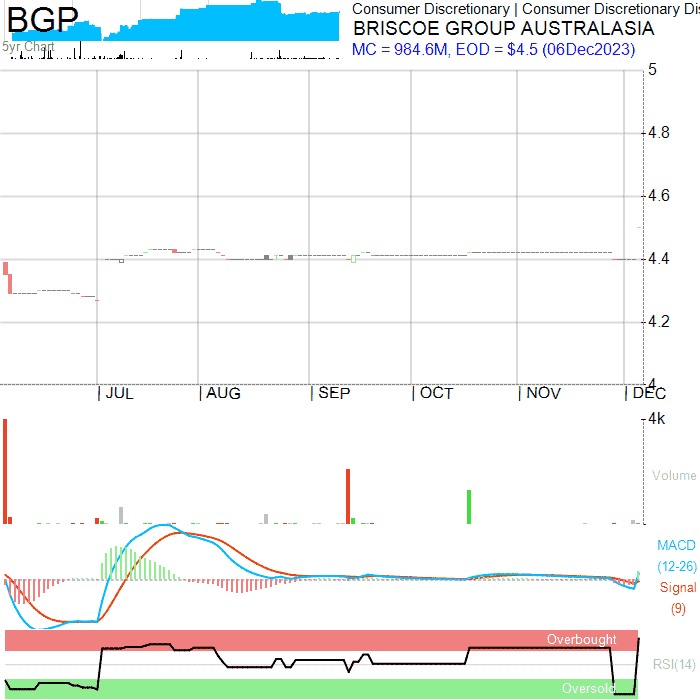 BGP
5yr Chart
Consumer Discretionary | Consumer Discretionary Dis
BRISCOE GROUP AUSTRALASIA
MC = 984.6M, EOD = $4.5 (06Dec2023)
5
4.8
4.6
4.4
4.2
4
| JUL | AUG | SEP | OCT | NOV | DEC
4k
Volume
MACD
(12-26)
Signal
(9)
Overbought
RSI(14)
Oversold